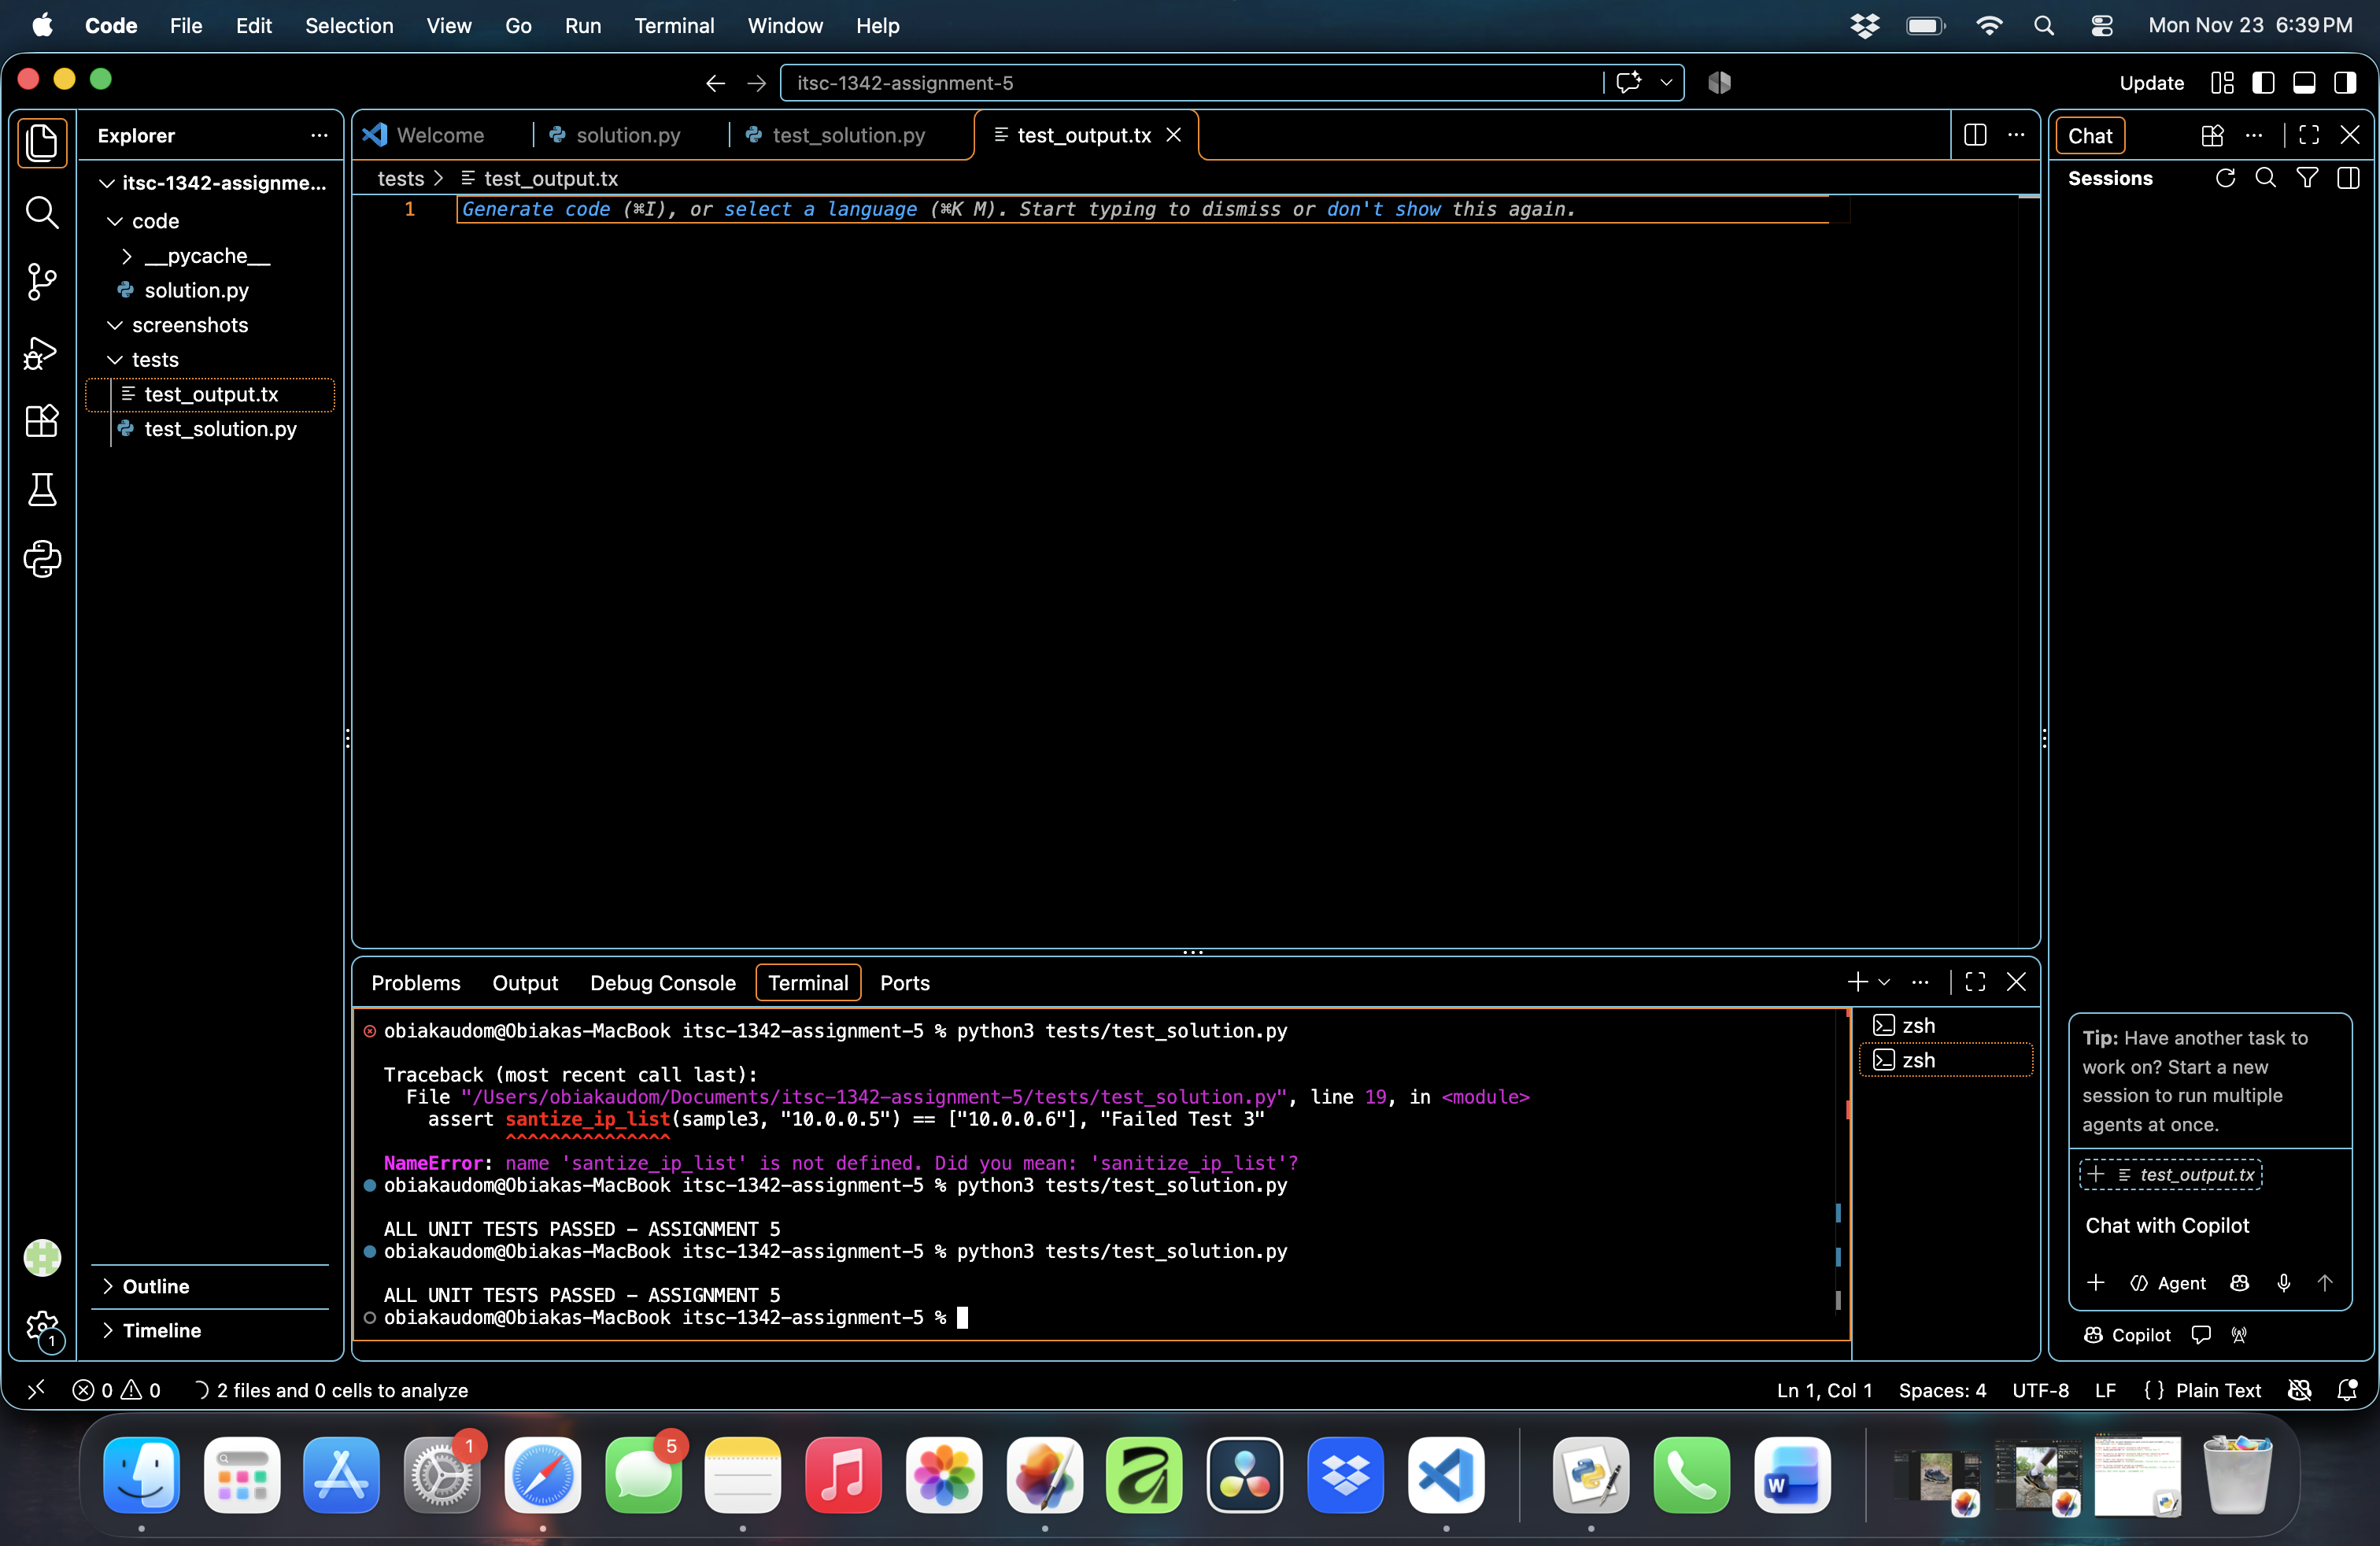 Code File Edit Selection View Go Run Terminal Window Help Mon Nov 23 6:39 PM
itsc-1342-assignment-5 Update
Explorer
itsc-1342-assignme...
code
__pycache__
solution.py
screenshots
tests
test_output.tx
test_solution.py
Outline
Timeline
Welcome solution.py test_solution.py test_output.tx
tests > test_output.tx
1 Generate code (⌘I), or select a language (⌘K M). Start typing to dismiss or don't show this again.
Problems Output Debug Console Terminal Ports
obiakaudom@Obiakas-MacBook itsc-1342-assignment-5 % python3 tests/test_solution.py
Traceback (most recent call last):
File "/Users/obiakaudom/Documents/itsc-1342-assignment-5/tests/test_solution.py", line 19, in <module>
assert santize_ip_list(sample3, "10.0.0.5") == ["10.0.0.6"], "Failed Test 3"
^^^^^^^^^^^^^^^
NameError: name 'santize_ip_list' is not defined. Did you mean: 'sanitize_ip_list'?
obiakaudom@Obiakas-MacBook itsc-1342-assignment-5 % python3 tests/test_solution.py
ALL UNIT TESTS PASSED - ASSIGNMENT 5
obiakaudom@Obiakas-MacBook itsc-1342-assignment-5 % python3 tests/test_solution.py
ALL UNIT TESTS PASSED - ASSIGNMENT 5
obiakaudom@Obiakas-MacBook itsc-1342-assignment-5 %
zsh
zsh
Chat
Sessions
Tip: Have another task to
work on? Start a new
session to run multiple
agents at once.
test_output.tx
Chat with Copilot
Agent
Copilot
1
0 0 2 files and 0 cells to analyze Ln 1, Col 1 Spaces: 4 UTF-8 LF {} Plain Text
1 5
W